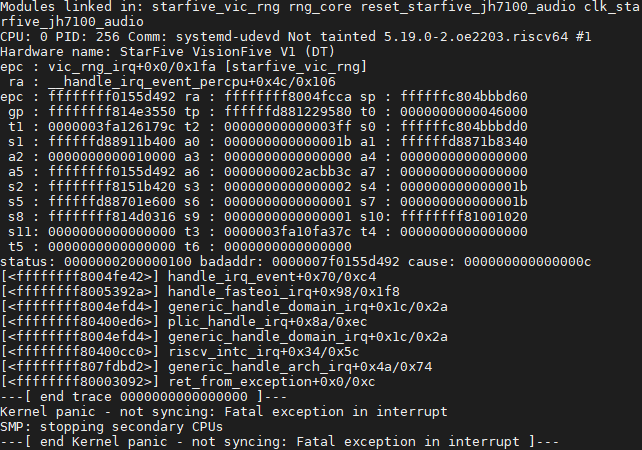 Modules linked in: starfive_vic_rng rng_core reset_starfive_jh7100_audio clk_sta
rfive_jh7100_audio
CPU: 0 PID: 256 Comm: systemd-udevd Not tainted 5.19.0-2.oe2203.riscv64 #1
Hardware name: StarFive VisionFive V1 (DT)
epc : vic_rng_irq+0x0/0x1fa [starfive_vic_rng]
 ra : __handle_irq_event_percpu+0x4c/0x106
epc : ffffffff0155d492 ra : ffffffff8004fcca sp : ffffffc804bbbd60
 gp : ffffffff814e3550 tp : ffffffd881229580 t0 : 0000000000046000
 t1 : 0000003fa126179c t2 : 00000000000003ff s0 : ffffffc804bbbdd0
 s1 : ffffffd88911b400 a0 : 000000000000001b a1 : ffffffd8871b8340
 a2 : 0000000000010000 a3 : 0000000000000000 a4 : 0000000000000000
 a5 : ffffffff0155d492 a6 : 0000000002acbb3c a7 : 0000000000000000
 s2 : ffffffff8151b420 s3 : 0000000000000002 s4 : 000000000000001b
 s5 : ffffffd88701e600 s6 : 0000000000000001 s7 : 000000000000001b
 s8 : ffffffff814d0316 s9 : 0000000000000001 s10: ffffffff81001020
 s11: 0000000000000000 t3 : 0000003fa10fa37c t4 : 0000000000000000
 t5 : 0000000000000000 t6 : 0000000000000000
status: 0000000200000100 badaddr: 0000007f0155d492 cause: 000000000000000c
[<ffffffff8004fe42>] handle_irq_event+0x70/0xc4
[<ffffffff8005392a>] handle_fasteoi_irq+0x98/0x1f8
[<ffffffff8004efd4>] generic_handle_domain_irq+0x1c/0x2a
[<ffffffff80400ed6>] plic_handle_irq+0x8a/0xec
[<ffffffff8004efd4>] generic_handle_domain_irq+0x1c/0x2a
[<ffffffff80400cc0>] riscv_intc_irq+0x34/0x5c
[<ffffffff807fdbd2>] generic_handle_arch_irq+0x4a/0x74
[<ffffffff80003092>] ret_from_exception+0x0/0xc
---[ end trace 0000000000000000 ]---
Kernel panic - not syncing: Fatal exception in interrupt
SMP: stopping secondary CPUs
---[ end Kernel panic - not syncing: Fatal exception in interrupt ]---